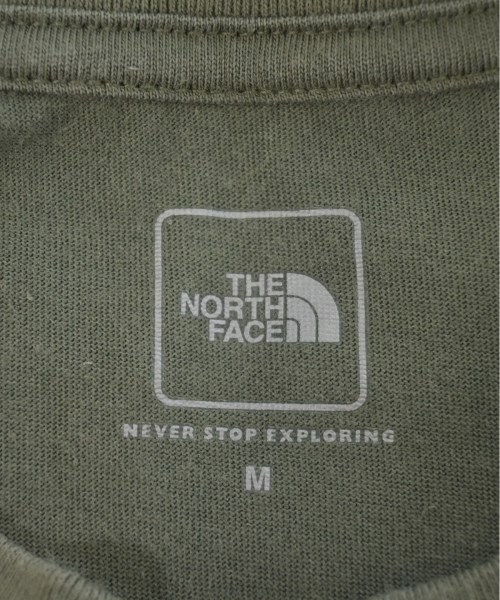 THE
NORTH
FACE
NEVER STOP EXPLORING
M